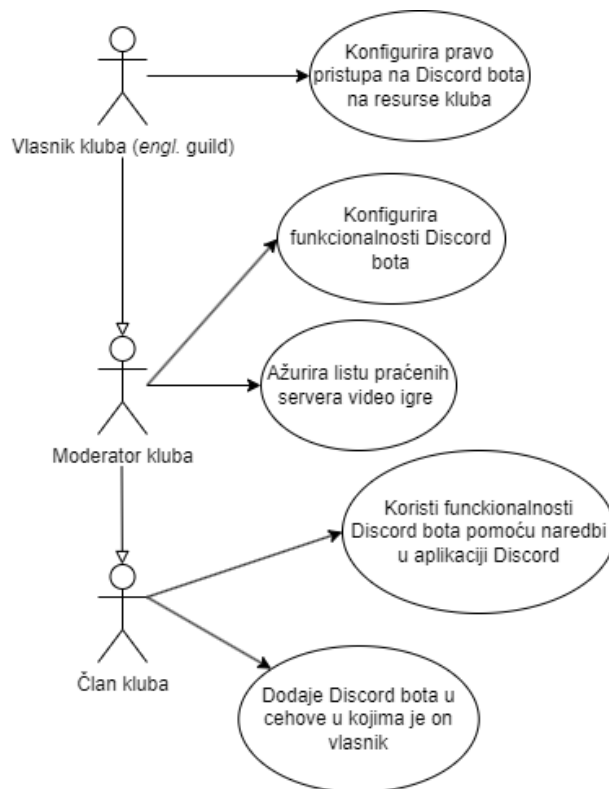 Konfigurira pravo
pristupa na Discord bota
na resurse kluba
Vlasnik kluba (engl. guild)
Konfigurira
funkcionalnosti Discord
bota
Ažurira listu praćenih
servera video igre
Moderator kluba
Koristi funckionalnosti
Discord bota pomoću naredbi
u aplikaciji Discord
Član kluba
Dodaje Discord bota u
cehove u kojima je on
vlasnik